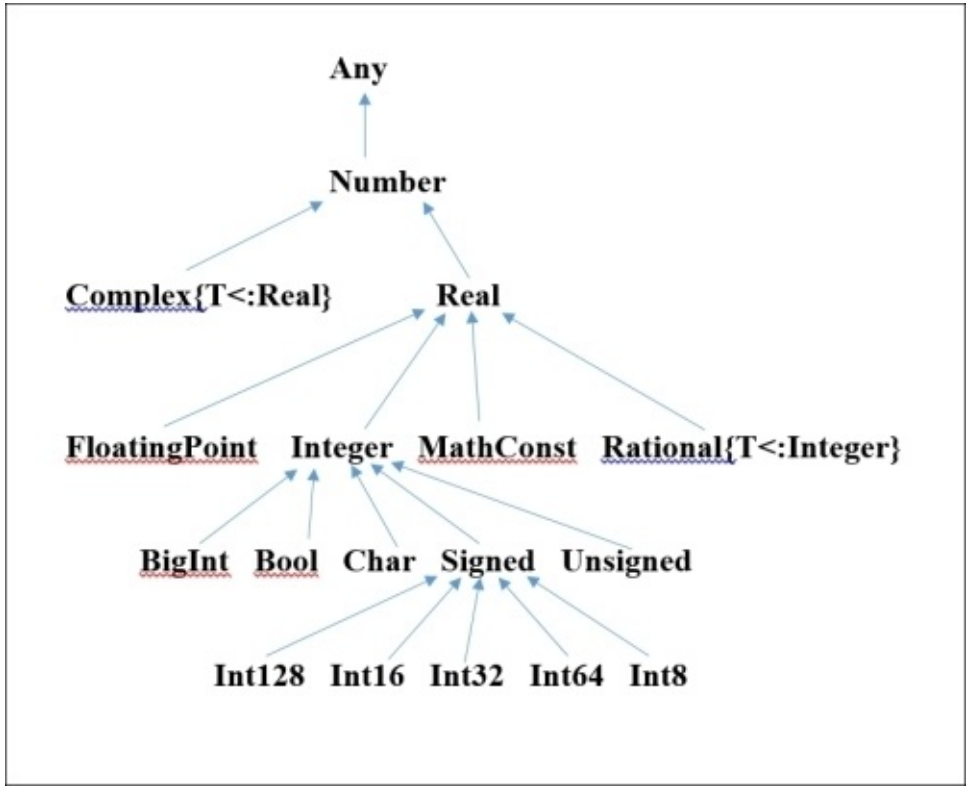 Any
Number
Complex{T<:Real} Real
FloatingPoint Integer MathConst Rational{T<:Integer}
BigInt Bool Char Signed Unsigned
Int128 Int16 Int32 Int64 Int8